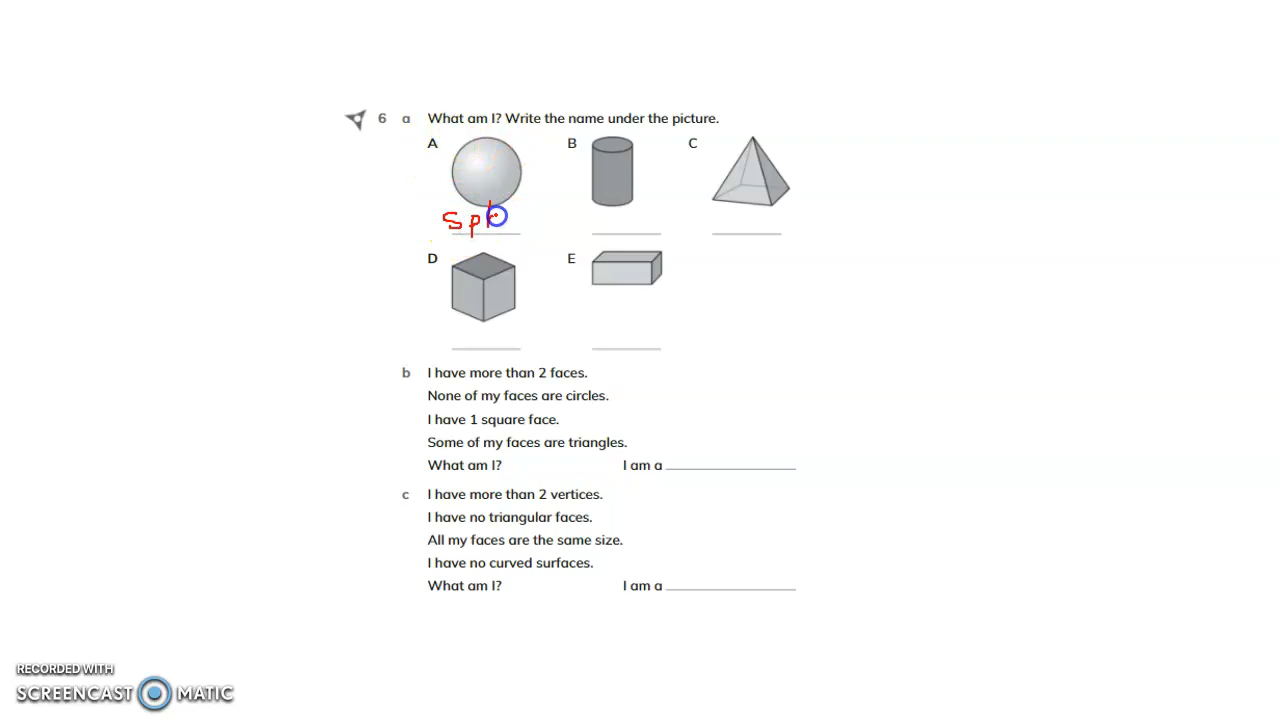 6 a What am I? Write the name under the picture.
A B C
Sph
D E
b I have more than 2 faces.
None of my faces are circles.
I have 1 square face.
Some of my faces are triangles.
What am I? I am a
c I have more than 2 vertices.
I have no triangular faces.
All my faces are the same size.
I have no curved surfaces.
What am I? I am a
RECORDED WITH
SCREENCAST MATIC